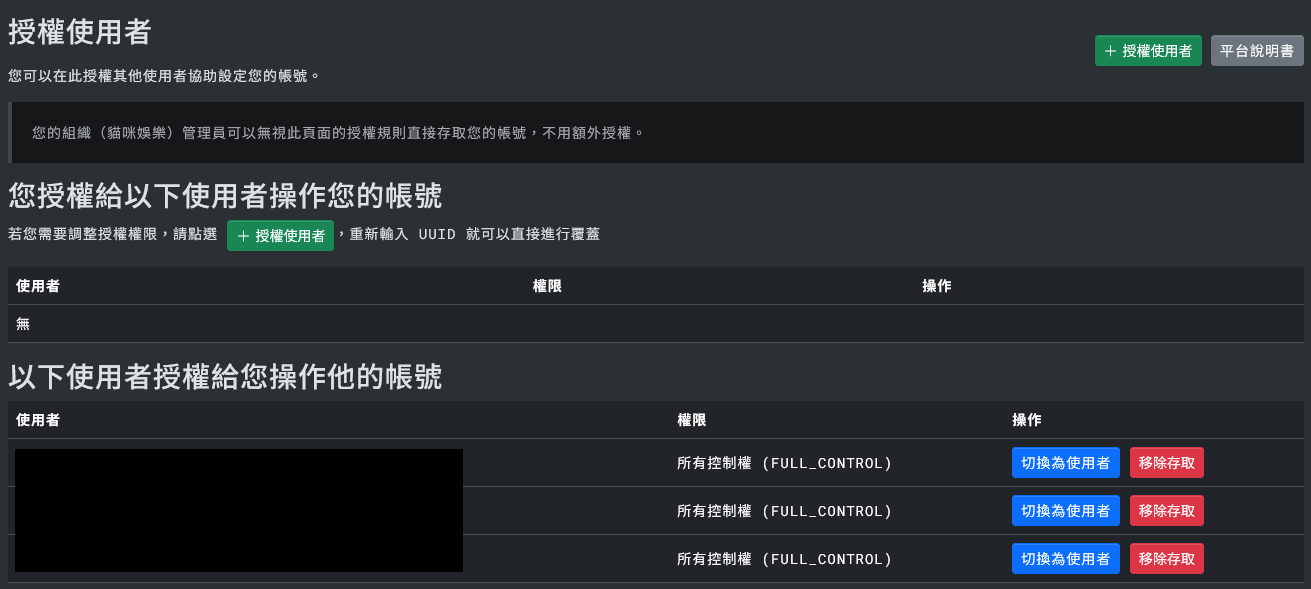 授權使用者
+ 授權使用者 平台說明書
您可以在此授權其他使用者協助設定您的帳號。
您的組織（貓咪娛樂）管理員可以無視此頁面的授權規則直接存取您的帳號，不用額外授權。
您授權給以下使用者操作您的帳號
若您需要調整授權權限，請點選 + 授權使用者，重新輸入 UUID 就可以直接進行覆蓋
使用者 權限 操作
無
以下使用者授權給您操作他的帳號
使用者 權限 操作
所有控制權 (FULL_CONTROL) 切換為使用者 移除存取
所有控制權 (FULL_CONTROL) 切換為使用者 移除存取
所有控制權 (FULL_CONTROL) 切換為使用者 移除存取